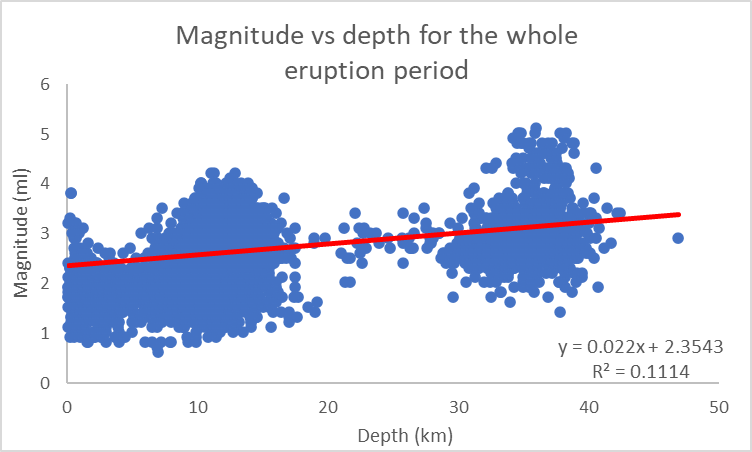 Magnitude vs depth for the whole
eruption period
6
5
4
3
2
1
0
Magnitude (ml)
y = 0.022x + 2.3543
R² = 0.1114
0 10 20 30 40 50
Depth (km)